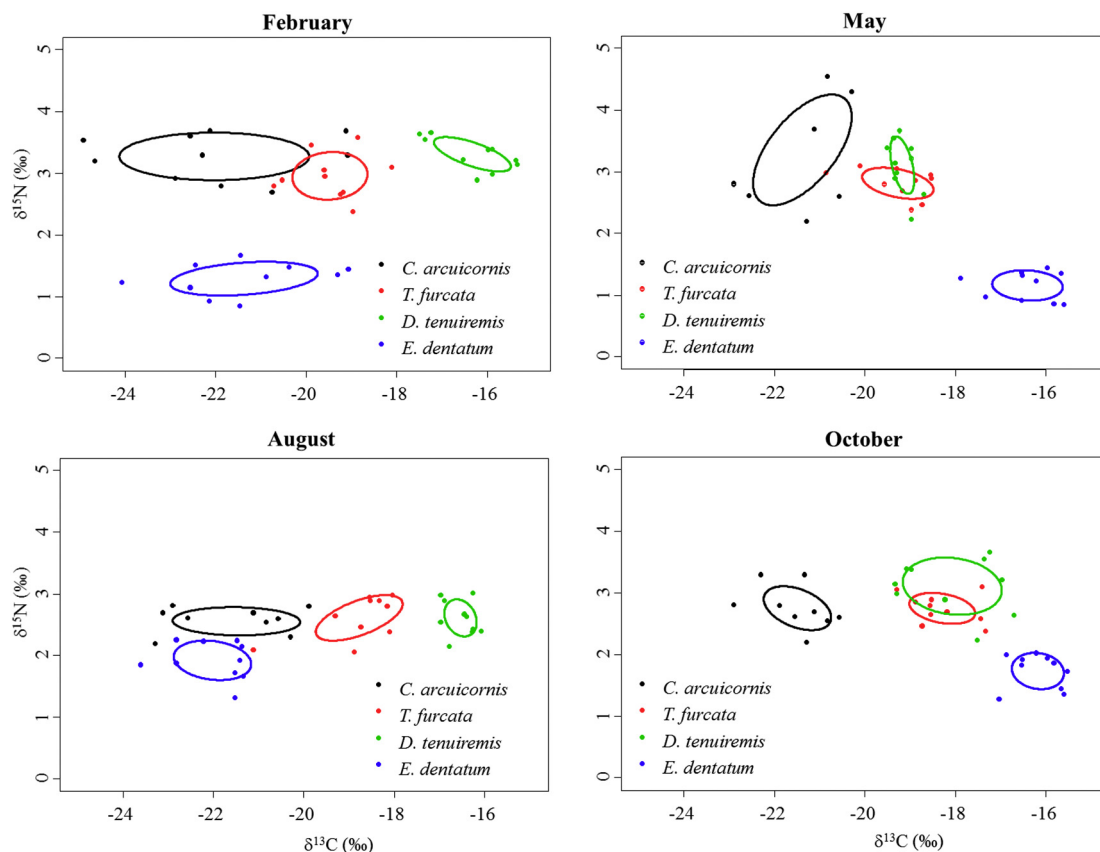 February
5
4
3
2
1
0
δ15N (‰)
C. arcuicornis
T. furcata
D. tenuiremis
E. dentatum
-24 -22 -20 -18 -16
May
5
4
3
2
1
0
C. arcuicornis
T. furcata
D. tenuiremis
E. dentatum
-24 -22 -20 -18 -16
August
5
4
3
2
1
0
δ15N (‰)
C. arcuicornis
T. furcata
D. tenuiremis
E. dentatum
-24 -22 -20 -18 -16
δ13C (‰)
October
5
4
3
2
1
0
C. arcuicornis
T. furcata
D. tenuiremis
E. dentatum
-24 -22 -20 -18 -16
δ13C (‰)